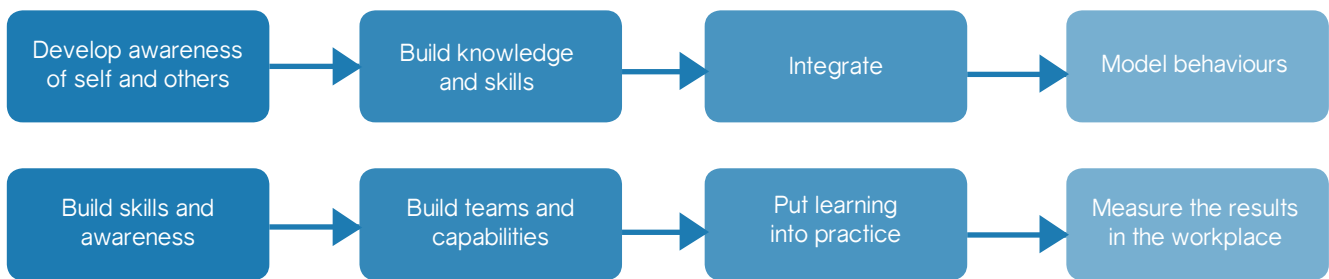 Develop awareness
of self and others
Build knowledge
and skills
Integrate
Model behaviours
Build skills and
awareness
Build teams and
capabilities
Put learning
into practice
Measure the results
in the workplace